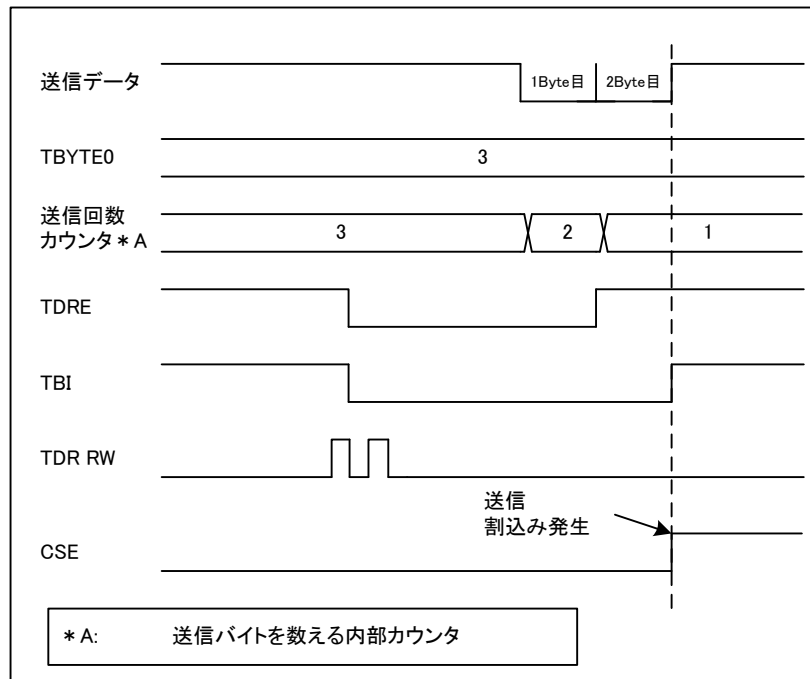 送信データ
1Byte目 2Byte目
TBYTE0
3
送信回数
カウンタ＊A
3 2 1
TDRE
TBI
TDR RW
送信
割込み発生
CSE
＊A: 送信バイトを数える内部カウンタ